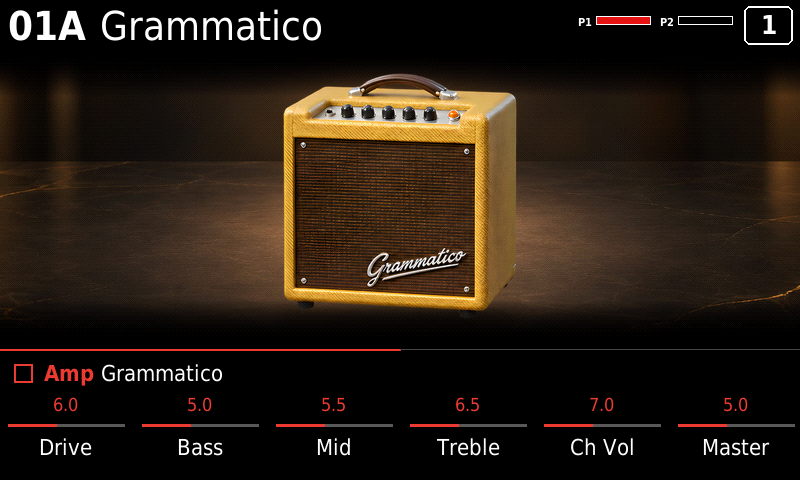 01A Grammatico
P1 P2 1
Grammatico
Amp Grammatico
6.0 5.0 5.5 6.5 7.0 5.0
Drive Bass Mid Treble Ch Vol Master